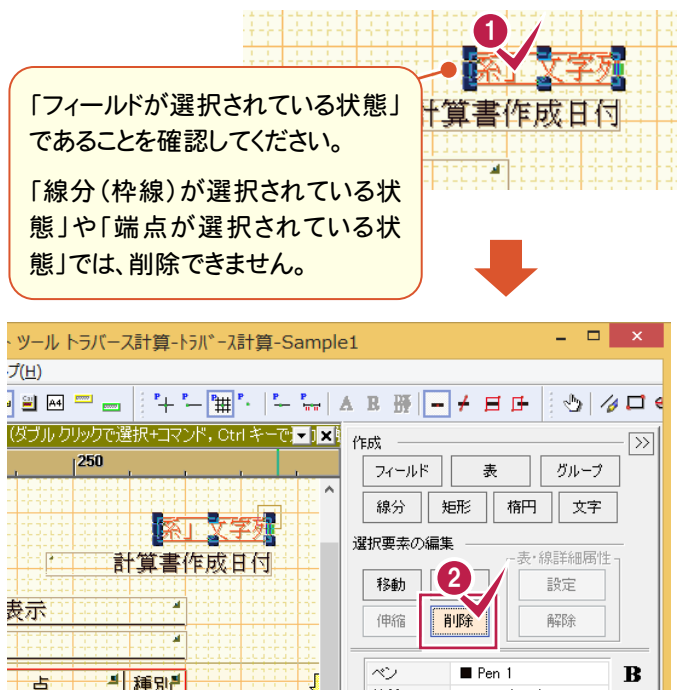 1
系」文字列
計算書作成日付
「フィールドが選択されている状態」
であることを確認してください。
「線分（枠線）が選択されている状
態」や「端点が選択されている状
態」では、削除できません。
ツール トラバース計算-ﾄﾗﾊﾞｰｽ計算-Sample1
プ(H)
A4
A B
(ダブル クリックで選択+コマンド, Ctrl キーで
250
系」文字列
計算書作成日付
表示
点 種別
作成
>>
フィールド 表 グループ
線分 矩形 楕円 文字
選択要素の編集
表・線詳細属性
移動 2 設定
伸縮 削除 解除
ペン Pen 1 B